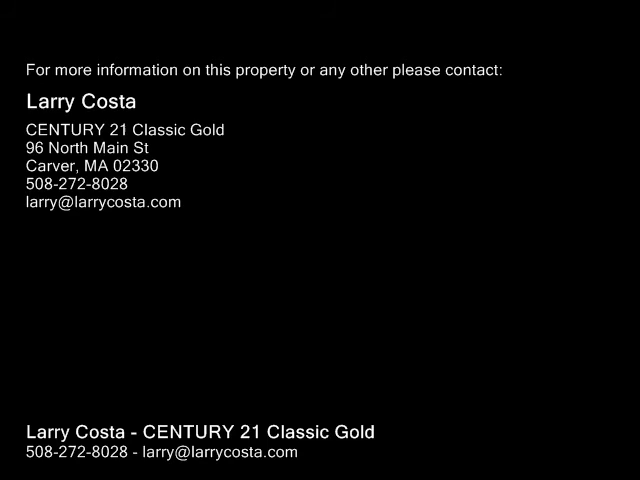 For more information on this property or any other please contact:
Larry Costa
CENTURY 21 Classic Gold
96 North Main St
Carver, MA 02330
508-272-8028
larry@larrycosta.com
Larry Costa - CENTURY 21 Classic Gold
508-272-8028 - larry@larrycosta.com